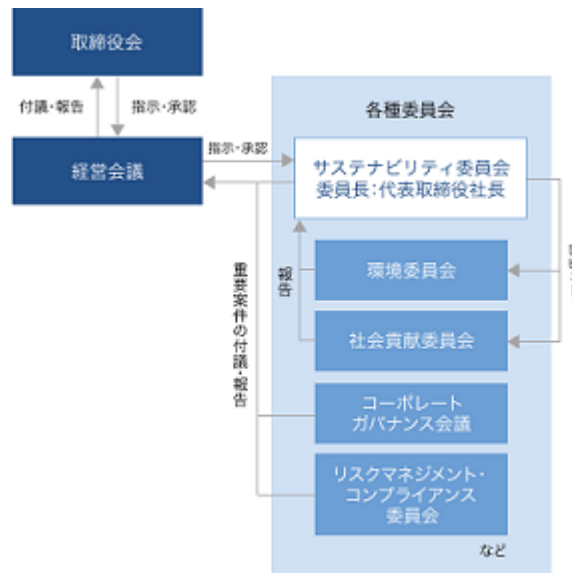 取締役会
付議・報告
指示・承認
経営会議
指示・承認
各種委員会
サステナビリティ委員会
委員長：代表取締役社長
環境委員会
報告
社会貢献委員会
重要案件の付議・報告
コーポレート
ガバナンス会議
リスクマネジメント・
コンプライアンス
委員会
など